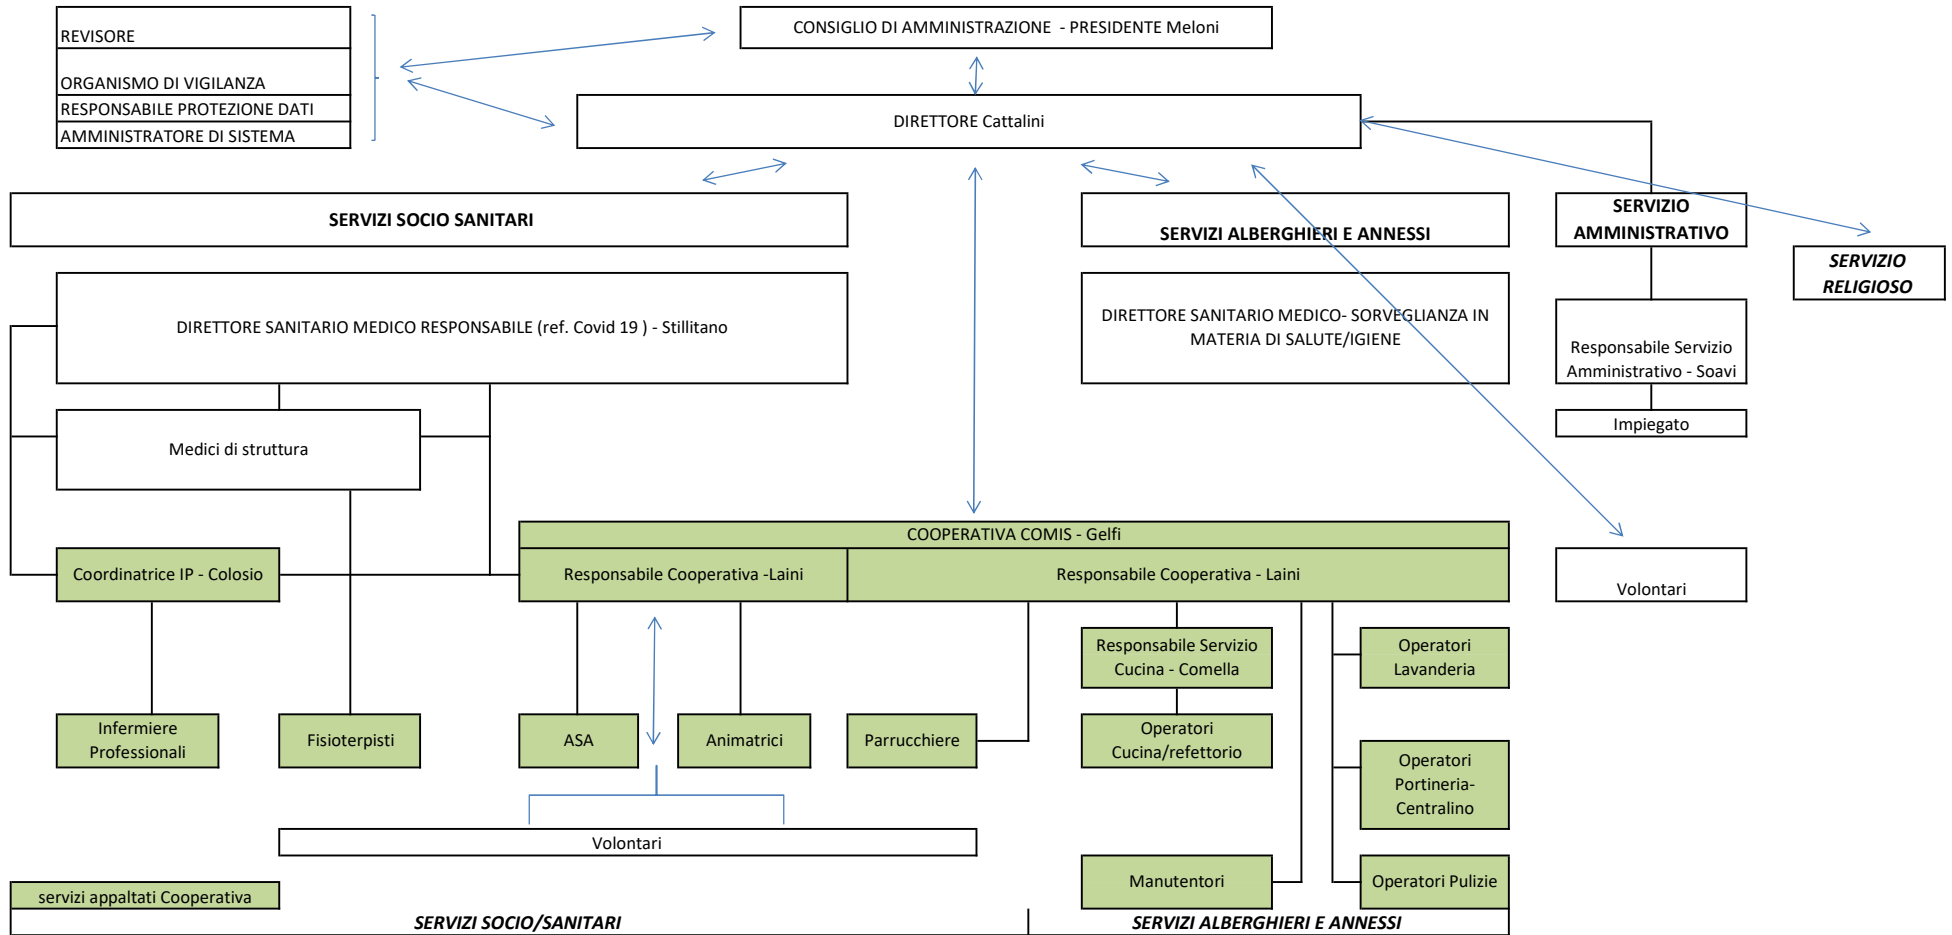 REVISORE
CONSIGLIO DI AMMINISTRAZIONE - PRESIDENTE Meloni
ORGANISMO DI VIGILANZA
RESPONSABILE PROTEZIONE DATI
AMMINISTRATORE DI SISTEMA
DIRETTORE Cattalini
SERVIZI SOCIO SANITARI
SERVIZI ALBERGHIERI E ANNESSI
SERVIZIO
AMMINISTRATIVO
SERVIZIO
RELIGIOSO
DIRETTORE SANITARIO MEDICO RESPONSABILE (ref. Covid 19 ) - Stillitano
DIRETTORE SANITARIO MEDICO- SORVEGLIANZA IN
MATERIA DI SALUTE/IGIENE
Responsabile Servizio
Amministrativo - Soavi
Impiegato
Medici di struttura
COOPERATIVA COMIS - Gelfi
Coordinatrice IP - Colosio
Responsabile Cooperativa -Laini
Responsabile Cooperativa - Laini
Volontari
Responsabile Servizio
Cucina - Comella
Operatori
Lavanderia
Infermiere
Professionali
Fisioterpisti
ASA
Animatrici
Parrucchiere
Operatori
Cucina/refettorio
Operatori
Portineria-
Centralino
Volontari
Manutentori
Operatori Pulizie
servizi appaltati Cooperativa
SERVIZI SOCIO/SANITARI
SERVIZI ALBERGHIERI E ANNESSI